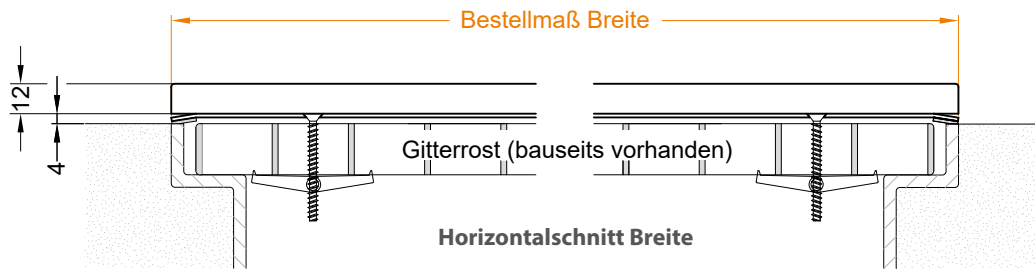 Bestellmaß Breite
12
4
Gitterrost (bauseits vorhanden)
Horizontalschnitt Breite